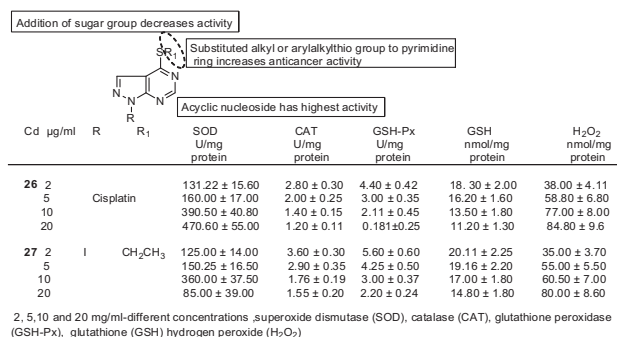 Addition of sugar group decreases activity
SR1
Substituted alkyl or arylalkylthio group to pyrimidine
ring increases anticancer activity
N
N
N
N
R
Acyclic nucleoside has highest activity
Cd µg/ml R R1 SOD CAT GSH-Px GSH H2O2
U/mg U/mg U/mg nmol/mg nmol/mg
protein protein protein protein protein
26 2 131.22 ± 15.60 2.80 ± 0.30 4.40 ± 0.42 18. 30 ± 2.00 38.00 ± 4.11
5 Cisplatin 160.00 ± 17.00 2.00 ± 0.25 3.00 ± 0.35 16.20 ± 1.60 58.80 ± 6.80
10 390.50 ± 40.80 1.40 ± 0.15 2.11 ± 0.45 13.50 ± 1.80 77.00 ± 8.00
20 470.60 ± 55.00 1.20 ± 0.11 0.181±0.25 11.20 ± 1.30 84.80 ± 9.6
27 2 I CH2CH3 125.00 ± 14.00 3.60 ± 0.30 5.60 ± 0.60 20.11 ± 2.25 35.00 ± 3.70
5 150.25 ± 16.50 2.90 ± 0.35 4.25 ± 0.50 19.16 ± 2.20 55.00 ± 5.50
10 360.00 ± 37.50 1.76 ± 0.19 3.00 ± 0.37 17.00 ± 1.80 60.50 ± 7.00
20 85.00 ± 39.00 1.55 ± 0.20 2.20 ± 0.24 14.80 ± 1.80 80.00 ± 8.60
2, 5,10 and 20 mg/ml-different concentrations ,superoxide dismutase (SOD), catalase (CAT), glutathione peroxidase
(GSH-Px), glutathione (GSH) hydrogen peroxide (H2O2)